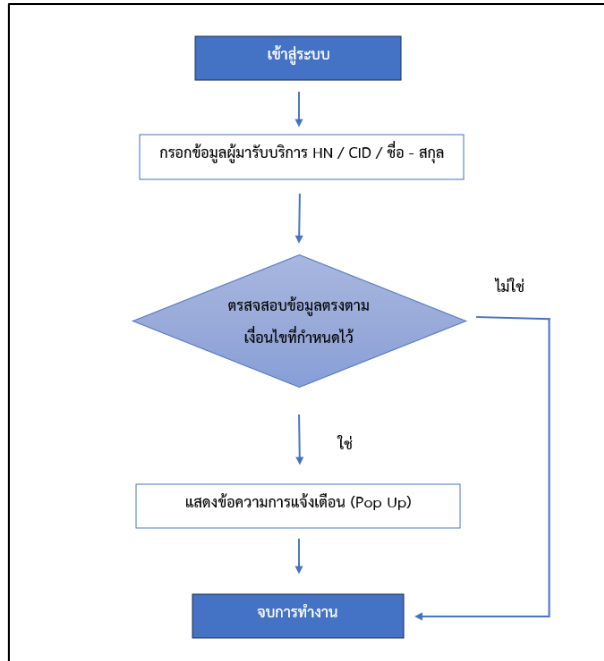 เข้าสู่ระบบ
กรอกข้อมูลผู้มารับบริการ HN / CID / ชื่อ - สกุล
ตรสจสอบข้อมูลตรงตาม
เงื่อนไขที่กำหนดไว้
ไม่ใช่
ใช่
แสดงข้อความการแจ้งเตือน (Pop Up)
จบการทำงาน